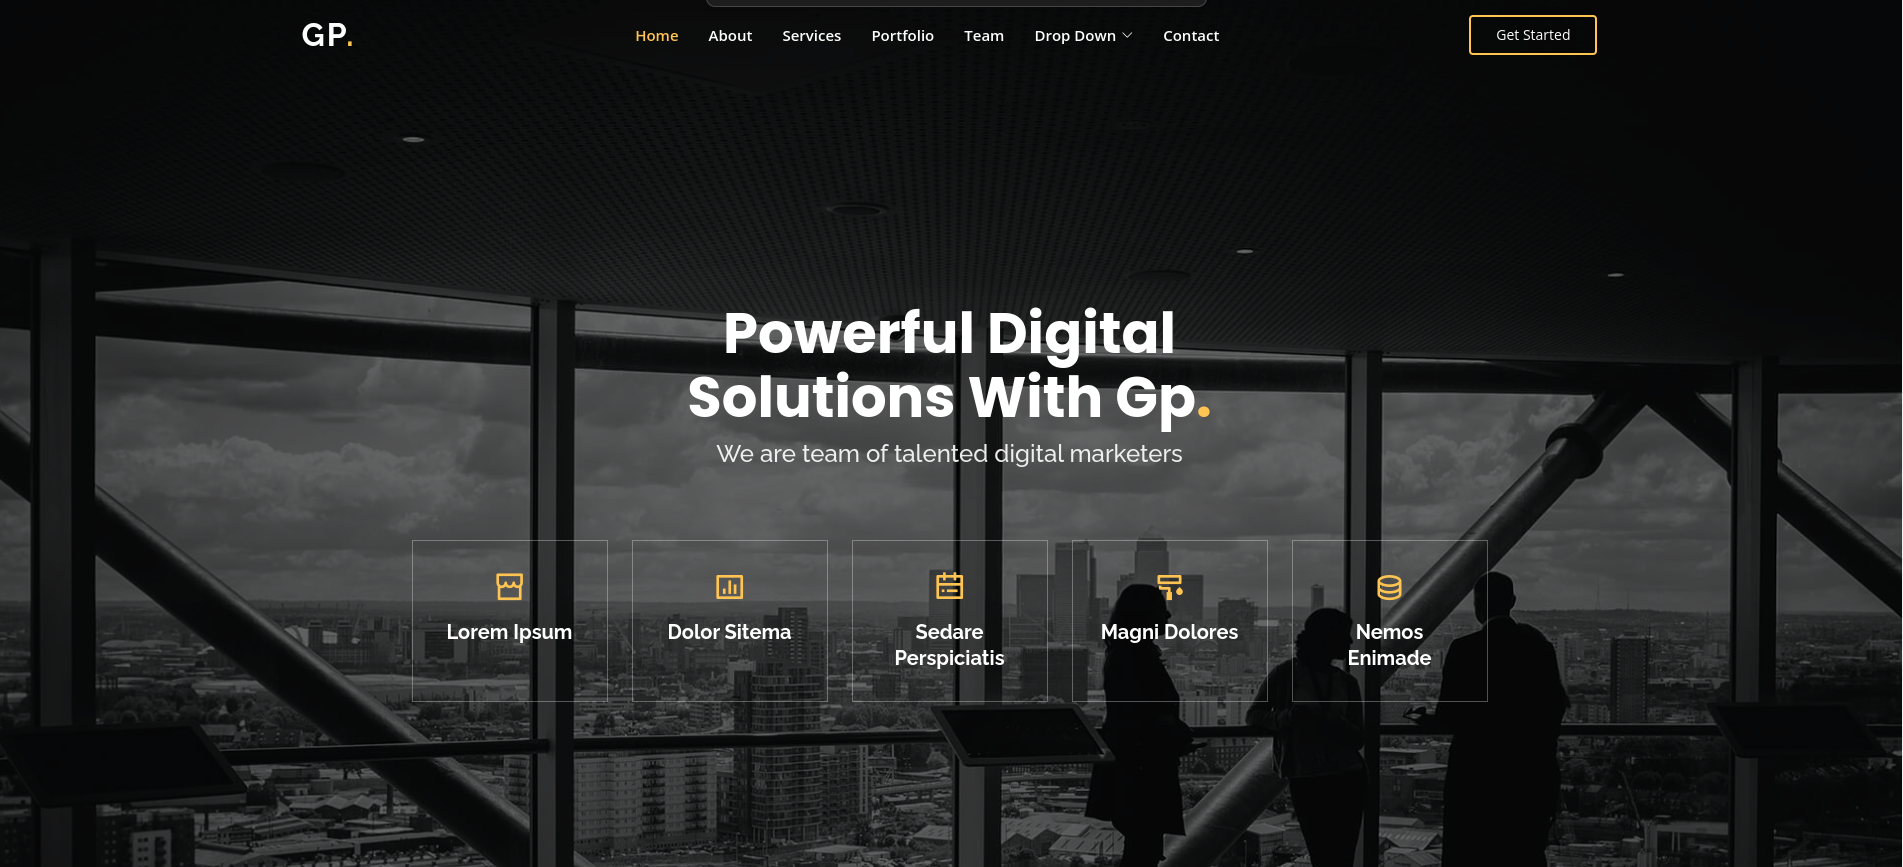 GP.
Home
About
Services
Portfolio
Team
Drop Down
Contact
Get Started
Powerful Digital
Solutions With Gp.
We are team of talented digital marketers
Lorem Ipsum
Dolor Sitema
Sedare
Perspiciatis
Magni Dolores
Nemos
Enimade